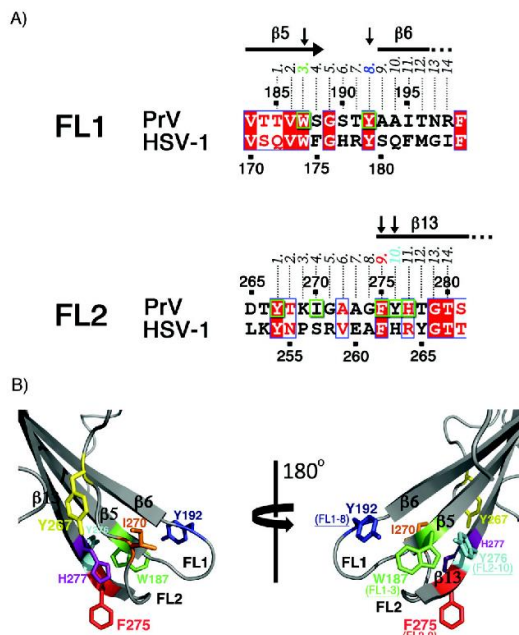 A)
β5 β6
1. 2. 3. 4. 5. 6. 7. 8. 9. 10. 11. 12. 13. 14.
185 190 195
FL1 PrV VTTVWSGSTYAAITNRF
HSV-1 VSQVWFGHRYSQFMGIF
170 175 180
β13
1. 2. 3. 4. 5. 6. 7. 8. 9. 10. 11. 12. 13. 14.
265 270 275 280
FL2 PrV DTYTKIGAAGFYHTGTS
HSV-1 LKYNPSRVEAFHRYGTT
255 260 265
B)
180°
β13 β5 β6 Y267 Y276 I270 Y192 H277 W187 FL1 FL2 F275
β6 Y192 (FL1-8) I270 β5 Y267 H277 FL1 W187 (FL1-3) Y276 (FL2-10) β13 FL2 F275